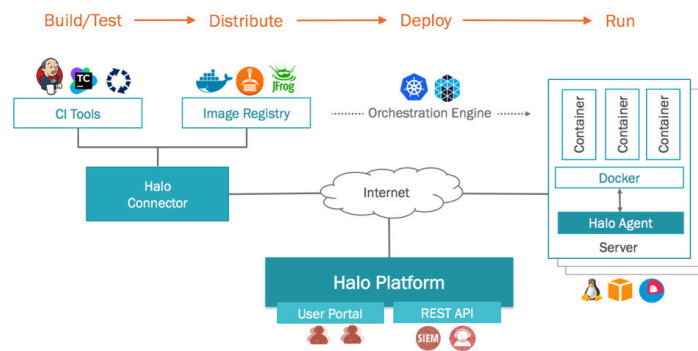 Build/Test
Distribute
Deploy
Run
TC
JFrog
CI Tools
Image Registry
Orchestration Engine
Container
Container
Container
Docker
Halo Agent
Server
Halo
Connector
Internet
Halo Platform
User Portal
REST API
SIEM